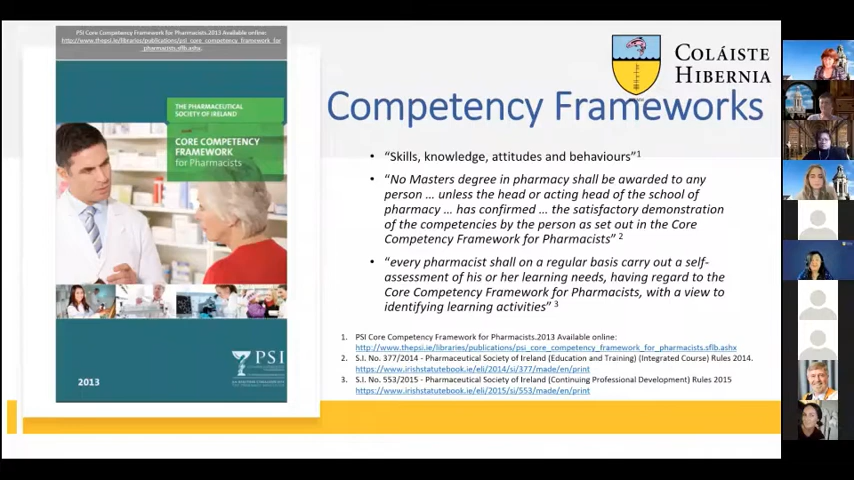 PSI Core Competency Framework for Pharmacists.2013 Available online:
http://www.thepsi.ie/libraries/publications/psi_core_competency_framework_for
_pharmacists.sflb.ashx.
THE PHARMACEUTICAL
SOCIETY OF IRELAND
CORE COMPETENCY
FRAMEWORK
for Pharmacists
PSI
2013
COLÁISTE
HIBERNIA
Competency Frameworks
• “Skills, knowledge, attitudes and behaviours”1
• “No Masters degree in pharmacy shall be awarded to any
person … unless the head or acting head of the school of
pharmacy … has confirmed … the satisfactory demonstration
of the competencies by the person as set out in the Core
Competency Framework for Pharmacists” 2
• “every pharmacist shall on a regular basis carry out a self-
assessment of his or her learning needs, having regard to the
Core Competency Framework for Pharmacists, with a view to
identifying learning activities” 3
1. PSI Core Competency Framework for Pharmacists.2013 Available online:
http://www.thepsi.ie/libraries/publications/psi_core_competency_framework_for_pharmacists.sflb.ashx
2. S.I. No. 377/2014 - Pharmaceutical Society of Ireland (Education and Training) (Integrated Course) Rules 2014.
https://www.irishstatutebook.ie/eli/2014/si/377/made/en/print
3. S.I. No. 553/2015 - Pharmaceutical Society of Ireland (Continuing Professional Development) Rules 2015
https://www.irishstatutebook.ie/eli/2015/si/553/made/en/print